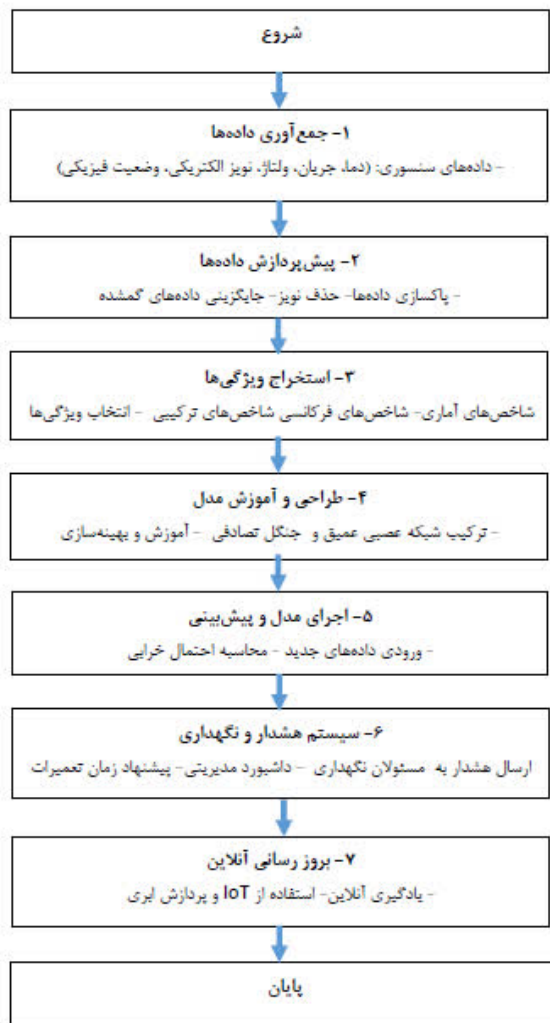 شروع
۱- جمع‌آوری داده‌ها
- داده‌های سنسوری: (دما، جریان، ولتاژ، نویز الکتریکی، وضعیت فیزیکی)
۲- پیش‌پردازش داده‌ها
- پاکسازی داده‌ها- حذف نویز- جایگزینی داده‌های گمشده
۳- استخراج ویژگی‌ها
شاخص‌های آماری- شاخص‌های فرکانسی شاخص‌های ترکیبی - انتخاب ویژگی‌ها
۴- طراحی و آموزش مدل
- ترکیب شبکه عصبی عمیق و جنگل تصادفی - آموزش و بهینه‌سازی
۵- اجرای مدل و پیش‌بینی
- ورودی داده‌های جدید - محاسبه احتمال خرابی
۶- سیستم هشدار و نگهداری
ارسال هشدار به مسئولان نگهداری - داشبورد مدیریتی- پیشنهاد زمان تعمیرات
۷- بروز رسانی آنلاین
- یادگیری آنلاین- استفاده از IoT و پردازش ابری
پایان